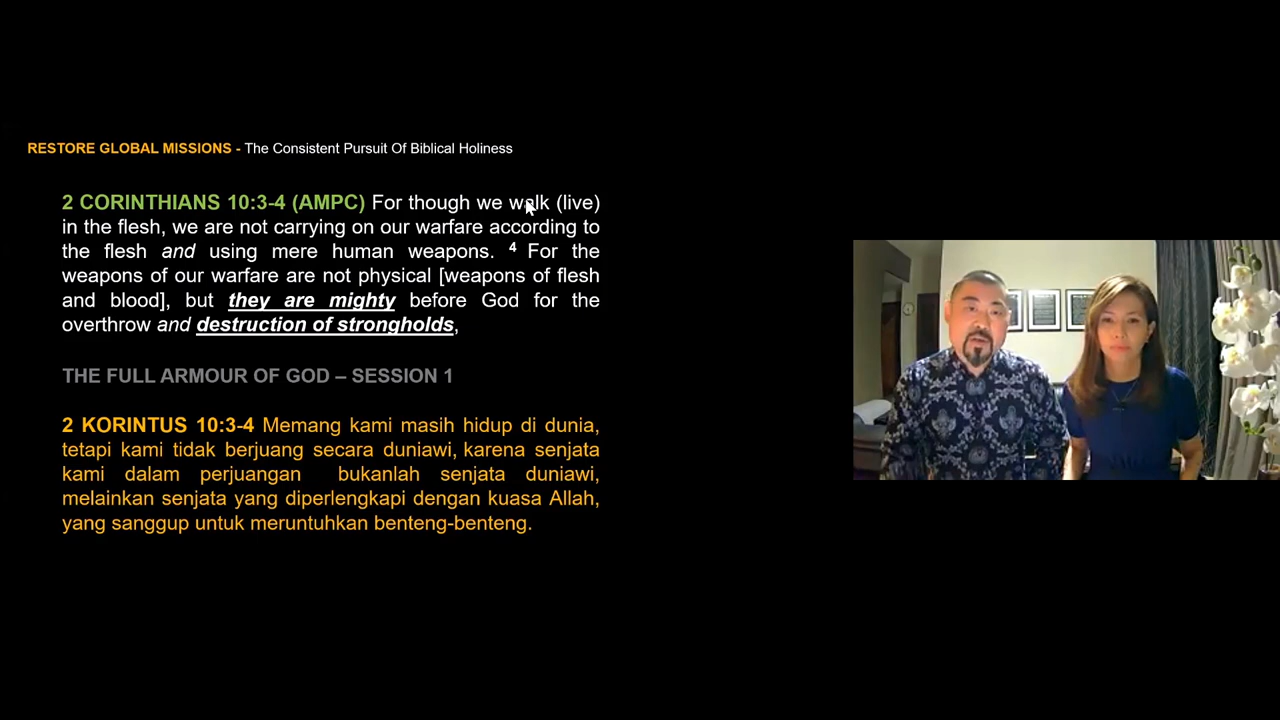 RESTORE GLOBAL MISSIONS - The Consistent Pursuit Of Biblical Holiness
2 CORINTHIANS 10:3-4 (AMPC) For though we walk (live)
in the flesh, we are not carrying on our warfare according to
the flesh and using mere human weapons. 4 For the
weapons of our warfare are not physical [weapons of flesh
and blood], but they are mighty before God for the
overthrow and destruction of strongholds,
THE FULL ARMOUR OF GOD – SESSION 1
2 KORINTUS 10:3-4 Memang kami masih hidup di dunia,
tetapi kami tidak berjuang secara duniawi, karena senjata
kami dalam perjuangan bukanlah senjata duniawi,
melainkan senjata yang diperlengkapi dengan kuasa Allah,
yang sanggup untuk meruntuhkan benteng-benteng.